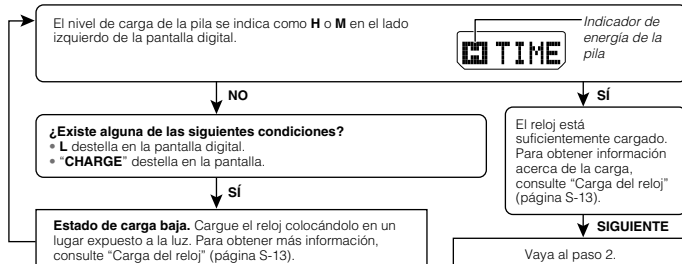 El nivel de carga de la pila se indica como H o M en el lado
izquierdo de la pantalla digital.
Indicador de
energía de la
pila
TIME
NO
SÍ
¿Existe alguna de las siguientes condiciones?
• L destella en la pantalla digital.
• “CHARGE” destella en la pantalla.
El reloj está
suficientemente cargado.
Para obtener información
acerca de la carga,
consulte “Carga del reloj”
(página S-13).
SÍ
SIGUIENTE
Estado de carga baja. Cargue el reloj colocándolo en un
lugar expuesto a la luz. Para obtener más información,
consulte “Carga del reloj” (página S-13).
Vaya al paso 2.